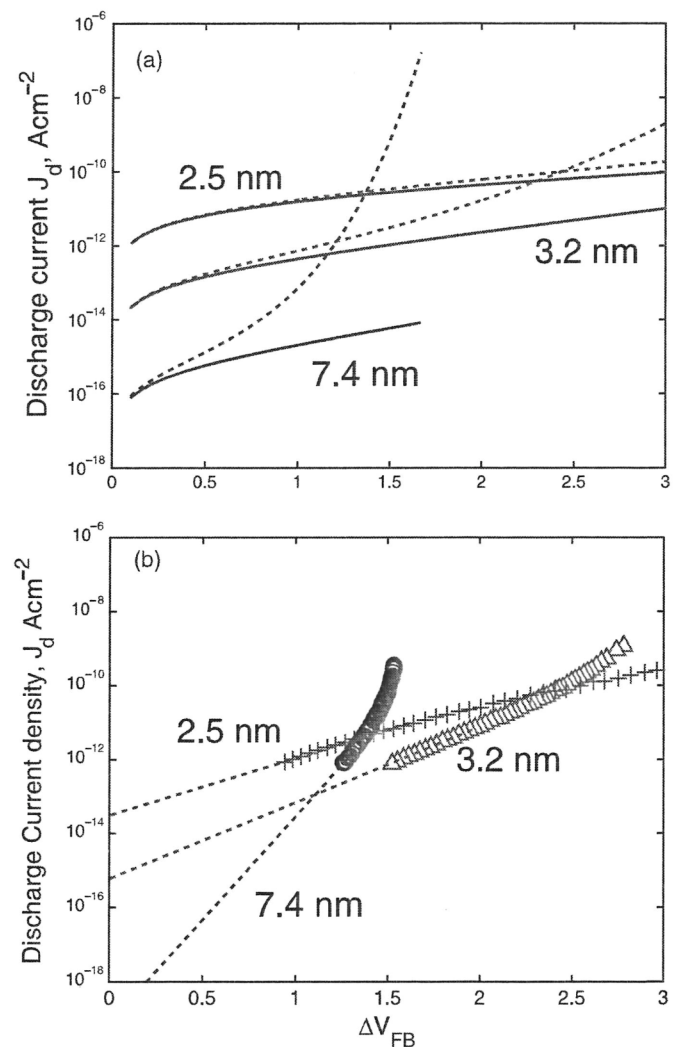 10⁻⁶
(a)
10⁻⁸
10⁻¹⁰
2.5 nm
10⁻¹²
3.2 nm
10⁻¹⁴
7.4 nm
10⁻¹⁶
10⁻¹⁸
Discharge current J_d, Acm⁻²
0 0.5 1 1.5 2 2.5 3
10⁻⁶
(b)
10⁻⁸
10⁻¹⁰
2.5 nm
10⁻¹²
3.2 nm
10⁻¹⁴
10⁻¹⁶
7.4 nm
10⁻¹⁸
Discharge Current density, J_d Acm⁻²
0 0.5 1 1.5 2 2.5 3
ΔV_FB